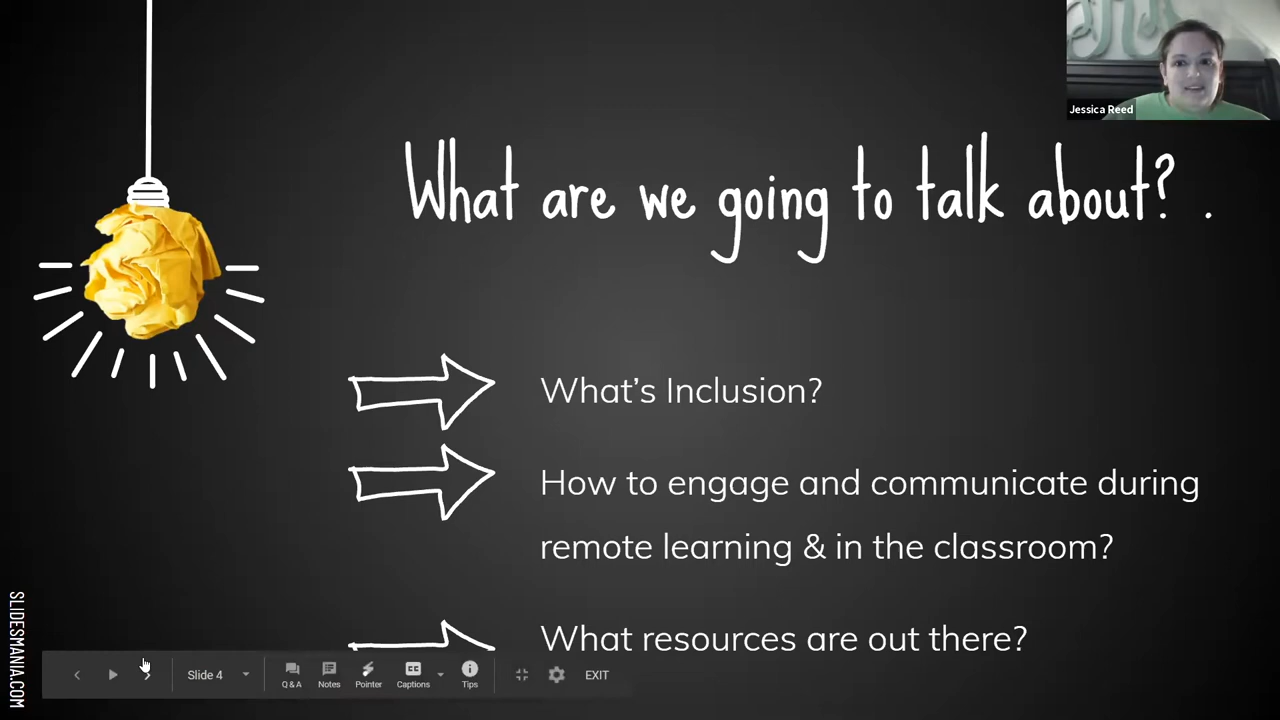 Jessica Reed
What are we going to talk about? .
What's Inclusion?
How to engage and communicate during
remote learning & in the classroom?
What resources are out there?
SLIDESMANIA.COM
Slide 4
Q & A
Notes
Pointer
CC
Captions
Tips
EXIT